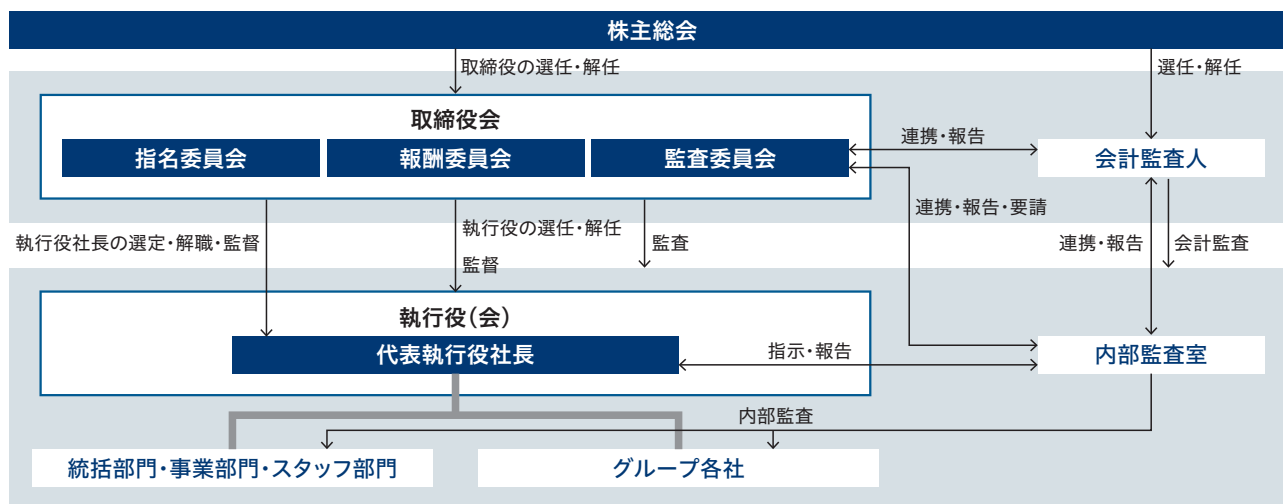 株主総会
取締役の選任・解任
選任・解任
取締役会
指名委員会
報酬委員会
監査委員会
連携・報告
会計監査人
連携・報告・要請
執行役社長の選定・解職・監督
執行役の選任・解任
監督
監査
連携・報告
会計監査
執行役(会)
代表執行役社長
指示・報告
内部監査室
内部監査
統括部門・事業部門・スタッフ部門
グループ各社